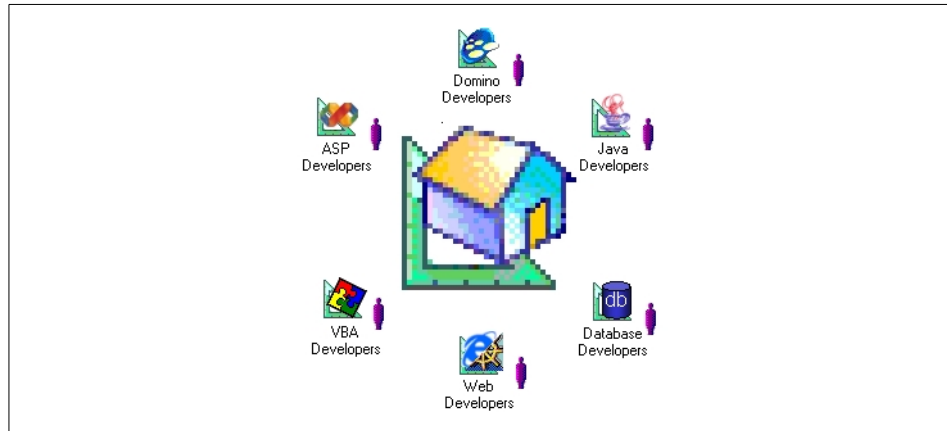 Domino
Developers
ASP
Developers
Java
Developers
VBA
Developers
db
Database
Developers
Web
Developers